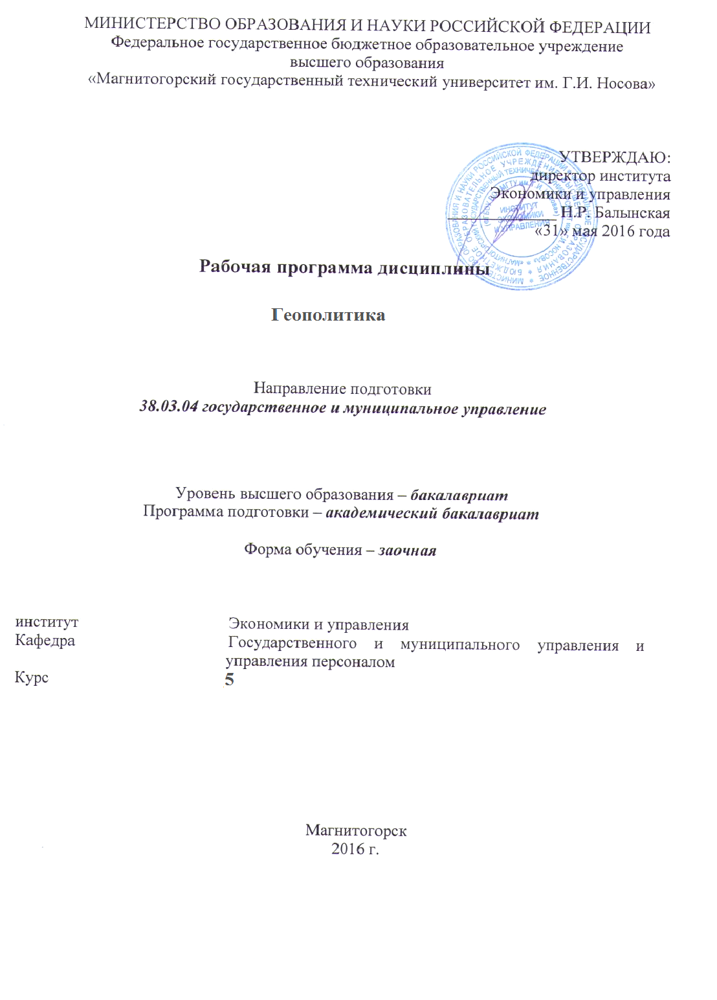 МИНИСТЕРСТВО ОБРАЗОВАНИЯ И НАУКИ РОССИЙСКОЙ ФЕДЕРАЦИИ
Федеральное государственное бюджетное образовательное учреждение
высшего образования
«Магнитогорский государственный технический университет им. Г.И. Носова»
УТВЕРЖДАЮ:
директор института
Экономики и управления
Н.Р. Балынская
«31» мая 2016 года
ИНСТИТУТ
ЭКОНОМИКИ
И УПРАВЛЕНИЯ
Рабочая программа дисциплины
Геополитика
Направление подготовки
38.03.04 государственное и муниципальное управление
Уровень высшего образования – бакалавриат
Программа подготовки – академический бакалавриат
Форма обучения – заочная
институт Экономики и управления
Кафедра Государственного и муниципального управления и
управления персоналом
Курс 5
Магнитогорск
2016 г.